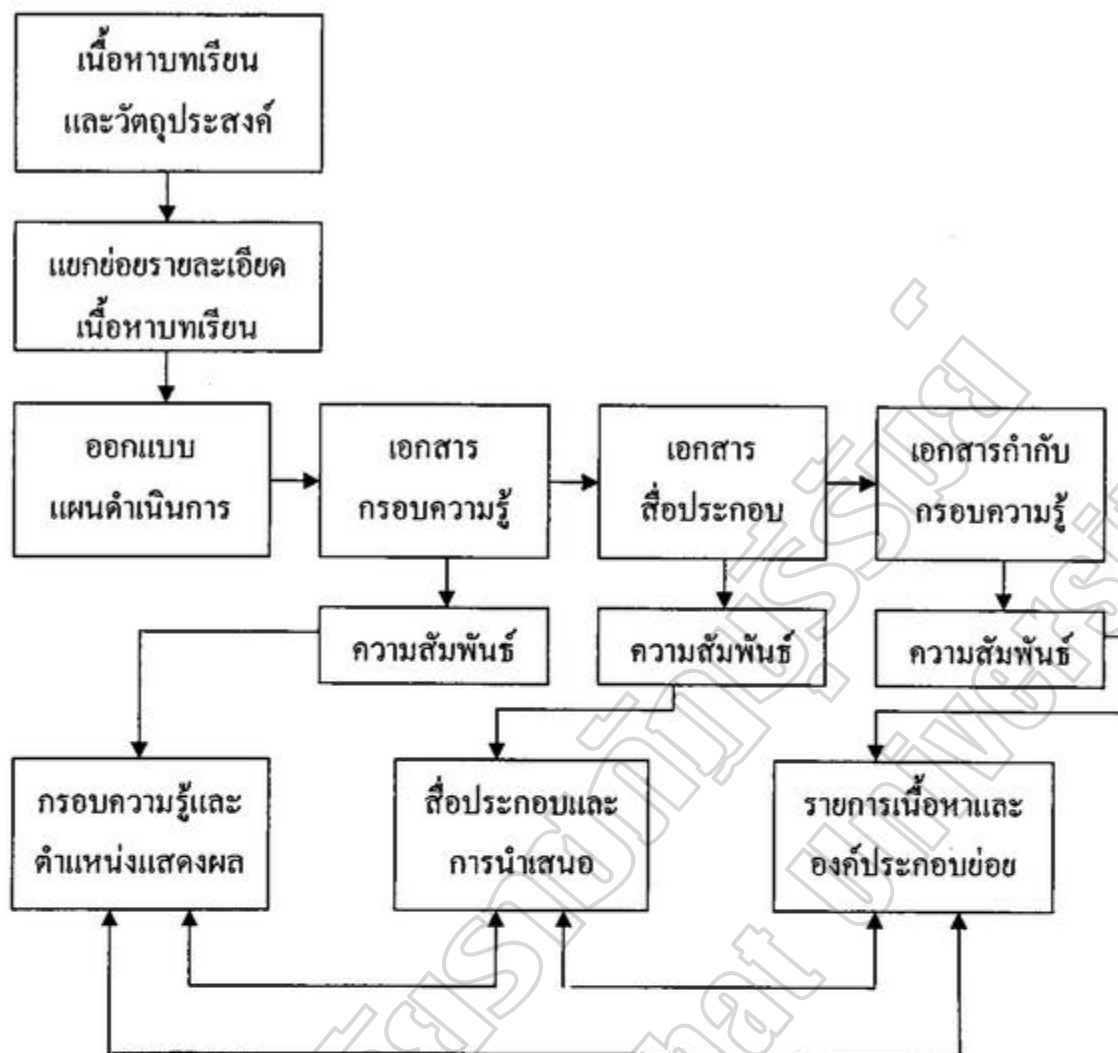 เนื้อหาบทเรียน
และวัตถุประสงค์
แยกย่อยรายละเอียด
เนื้อหาบทเรียน
ออกแบบ
แผนดำเนินการ
เอกสาร
กรอบความรู้
เอกสาร
สื่อประกอบ
เอกสารกำกับ
กรอบความรู้
ความสัมพันธ์
ความสัมพันธ์
ความสัมพันธ์
กรอบความรู้และ
ตำแหน่งแสดงผล
สื่อประกอบและ
การนำเสนอ
รายการเนื้อหาและ
องค์ประกอบย่อย